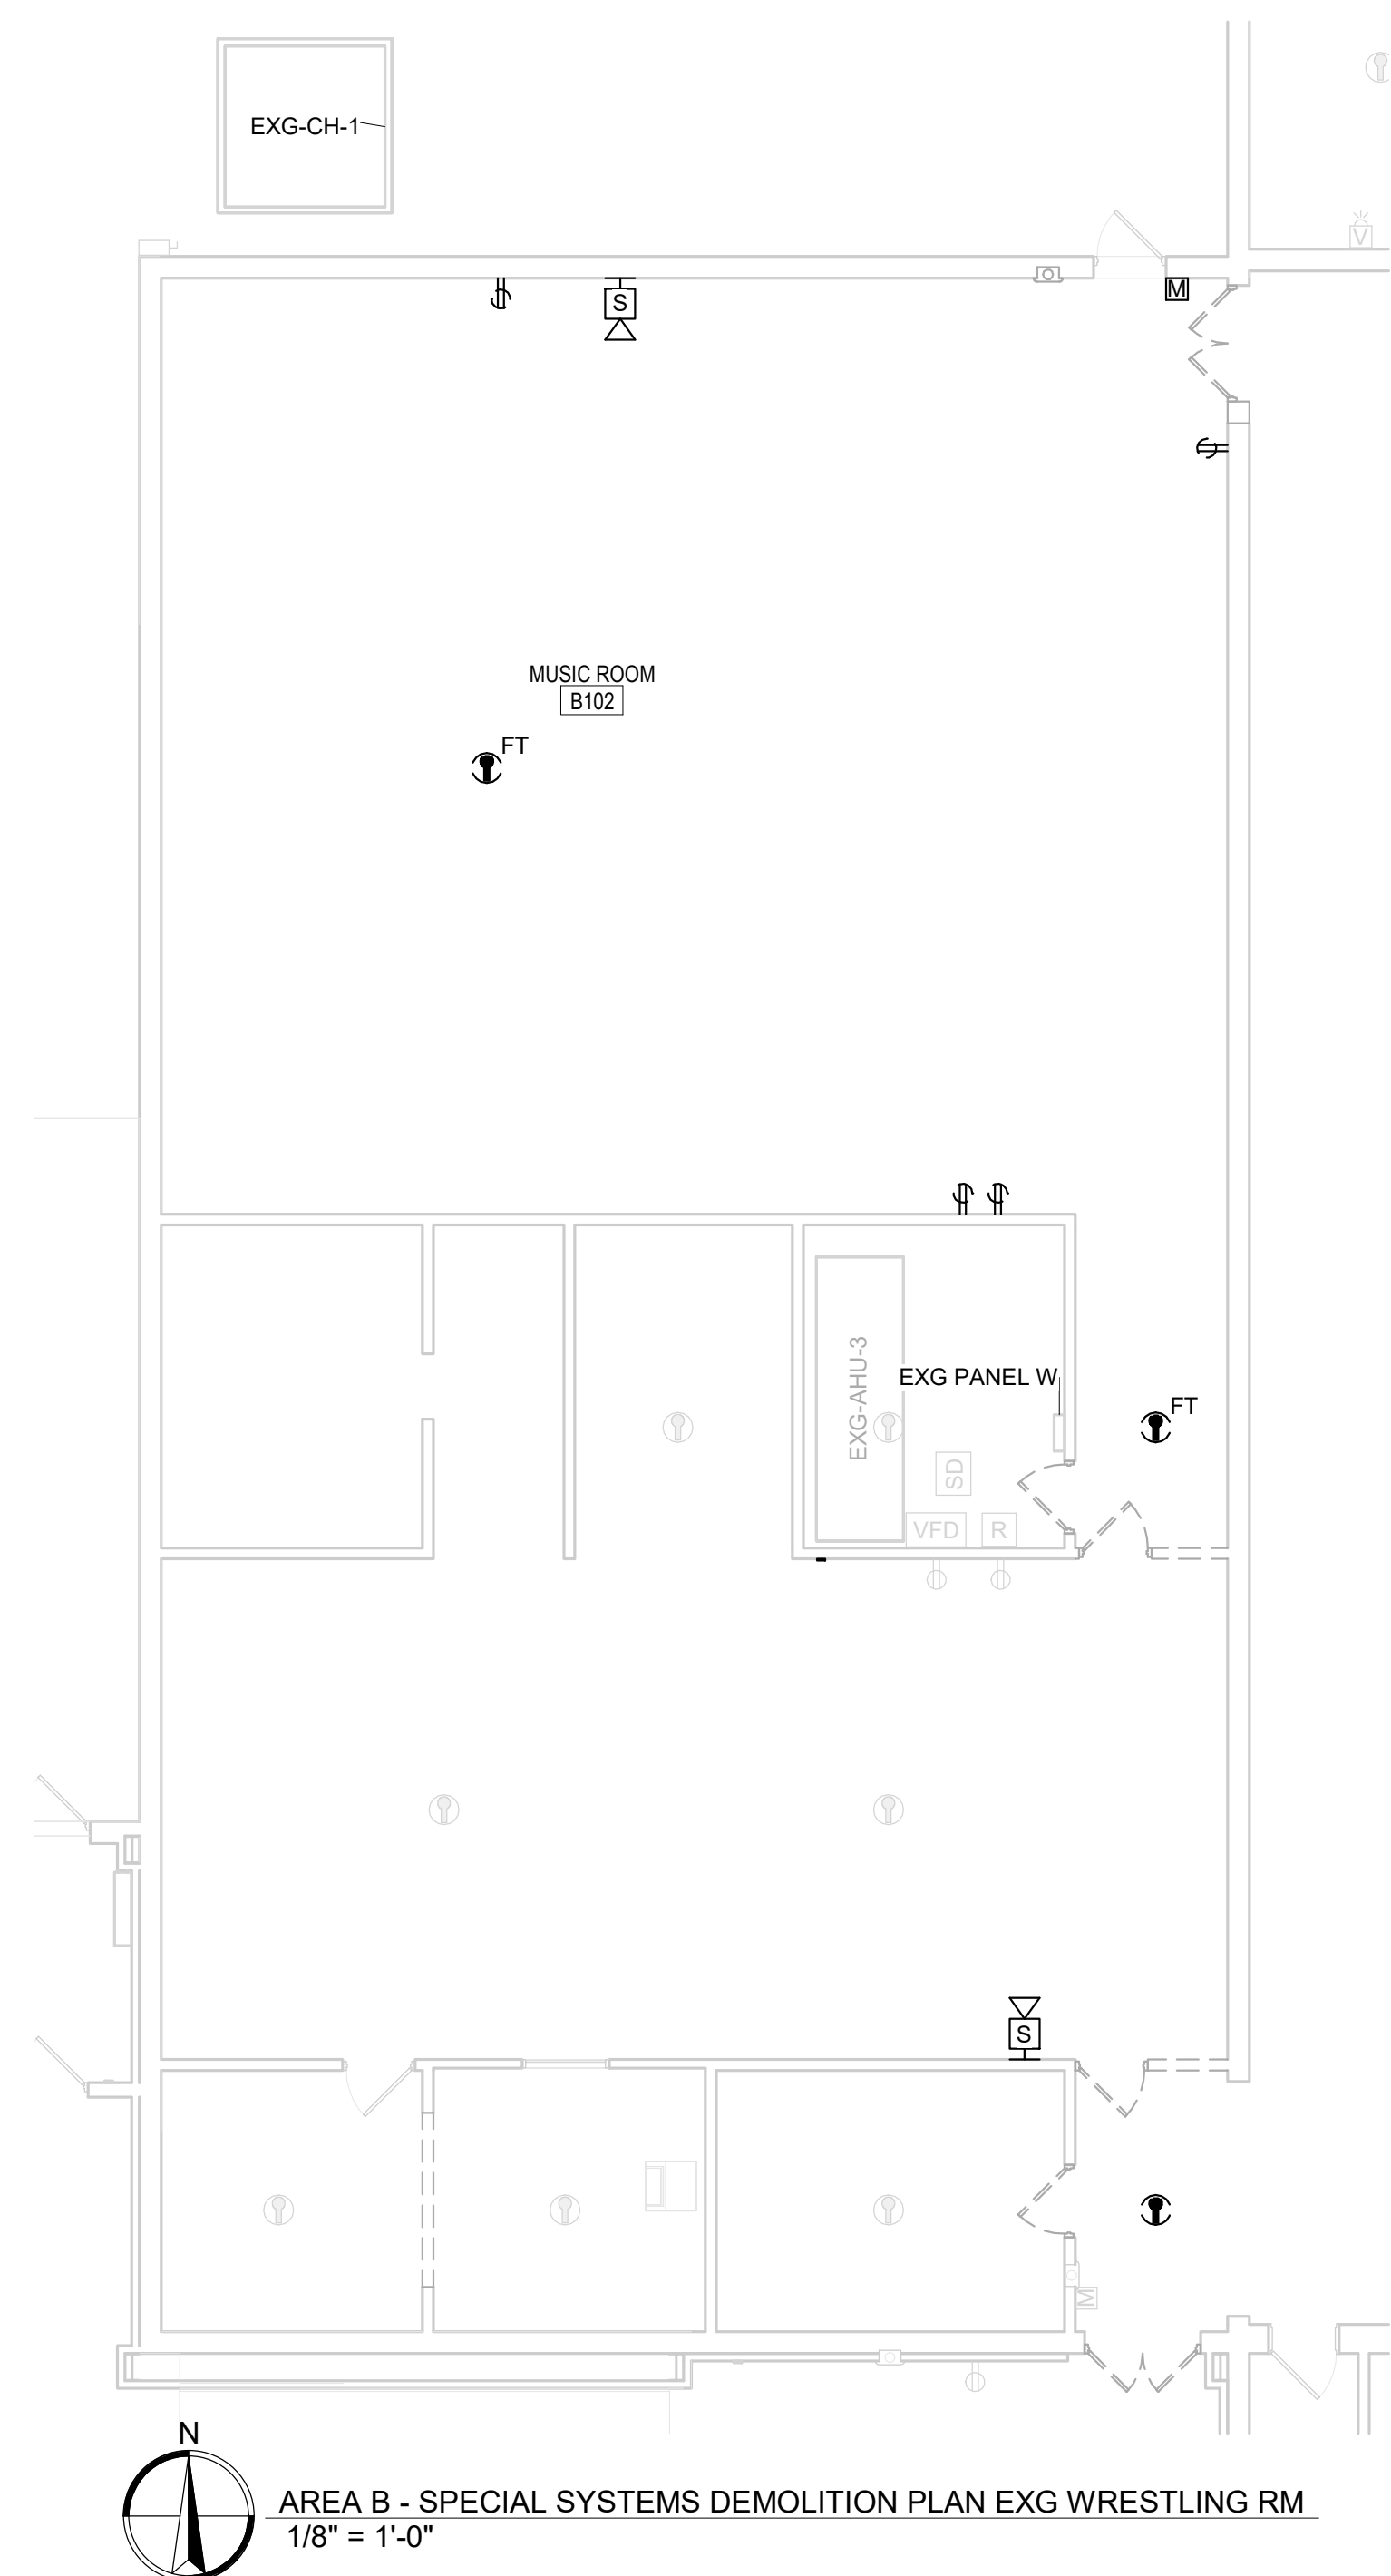 EXG-CH-1
V
S
M
MUSIC ROOM
B102
FT
EXG-AHU-3
EXG PANEL W
FT
SD
VFD
R
S
M
N
AREA B - SPECIAL SYSTEMS DEMOLITION PLAN EXG WRESTLING RM
1/8" = 1'-0"